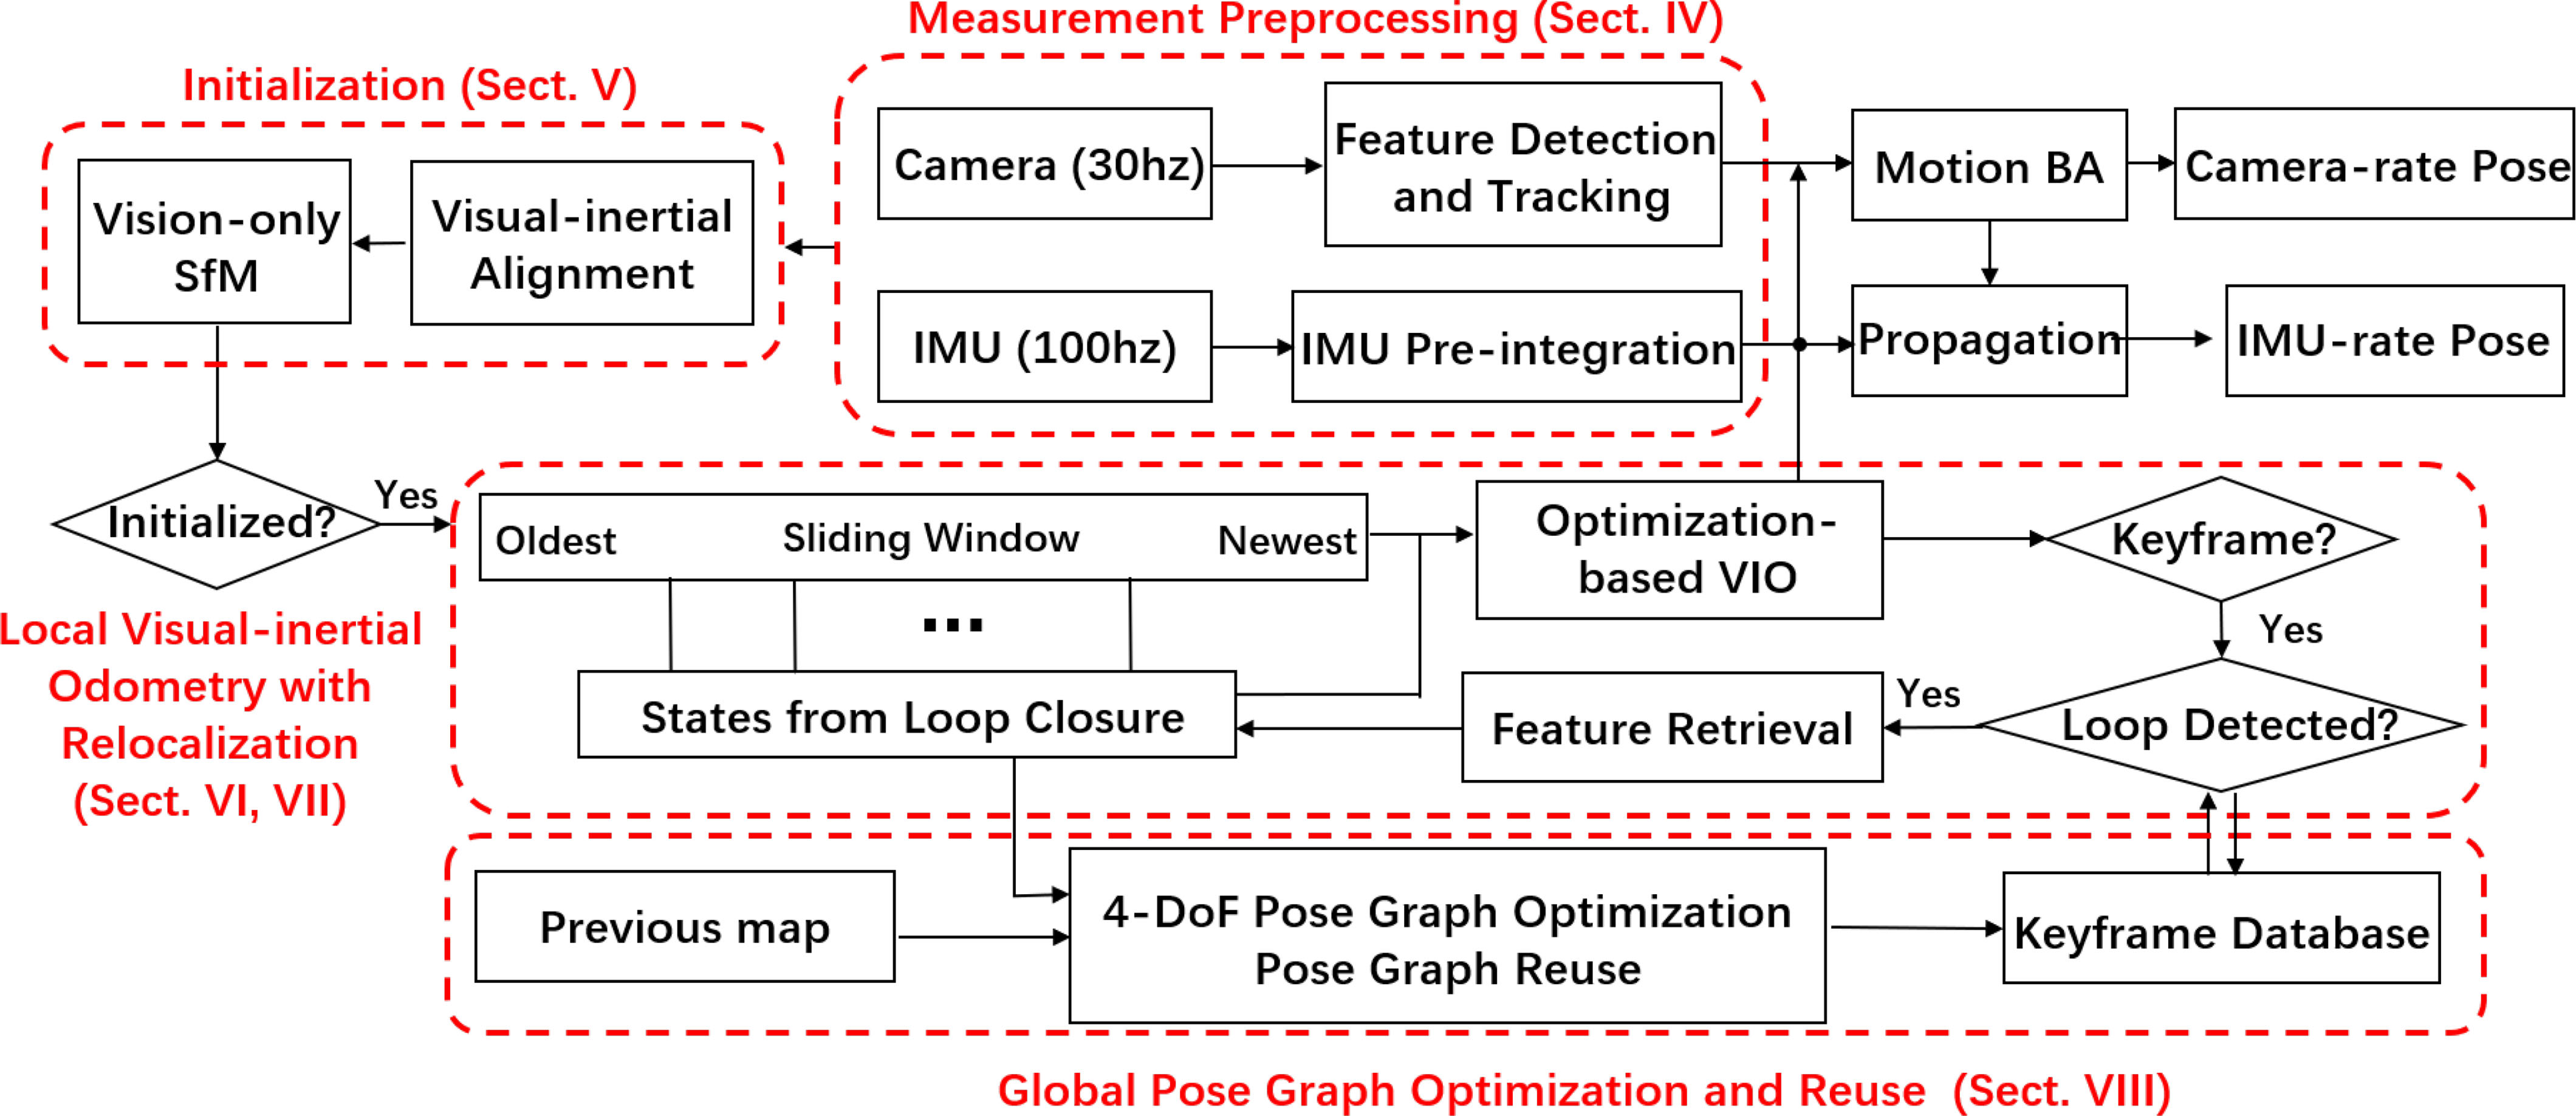 Measurement Preprocessing (Sect. IV)
Initialization (Sect. V)
Vision-only
SfM
Visual-inertial
Alignment
Camera (30hz)
Feature Detection
and Tracking
Motion BA
Camera-rate Pose
IMU (100hz)
IMU Pre-integration
Propagation
IMU-rate Pose
Initialized?
Yes
Local Visual-inertial
Odometry with
Relocalization
(Sect. VI, VII)
Oldest
Sliding Window
Newest
...
States from Loop Closure
Optimization-
based VIO
Keyframe?
Yes
Feature Retrieval
Yes
Loop Detected?
Previous map
4-DoF Pose Graph Optimization
Pose Graph Reuse
Keyframe Database
Global Pose Graph Optimization and Reuse (Sect. VIII)